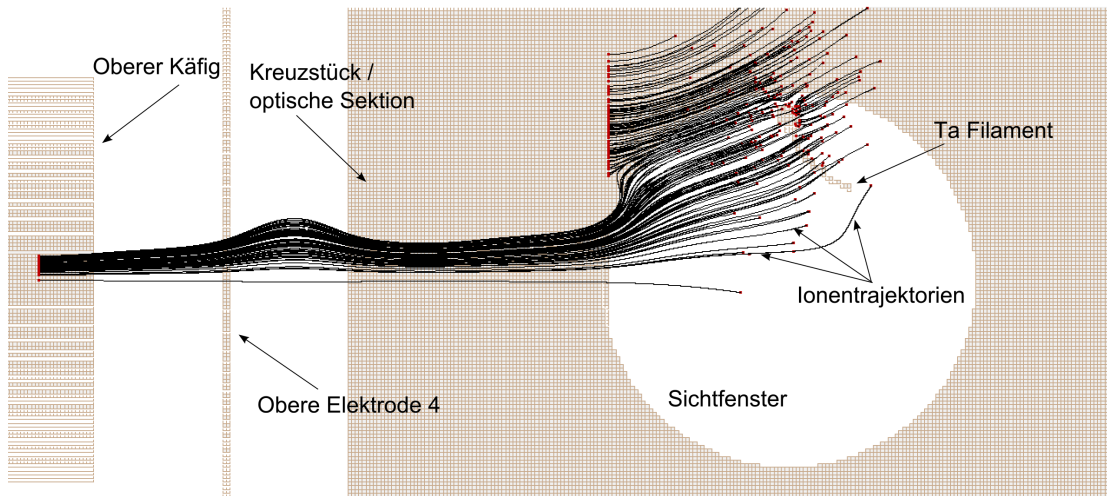 Oberer Käfig
Kreuzstück /
optische Sektion
Ta Filament
Ionentrajektorien
Obere Elektrode 4
Sichtfenster